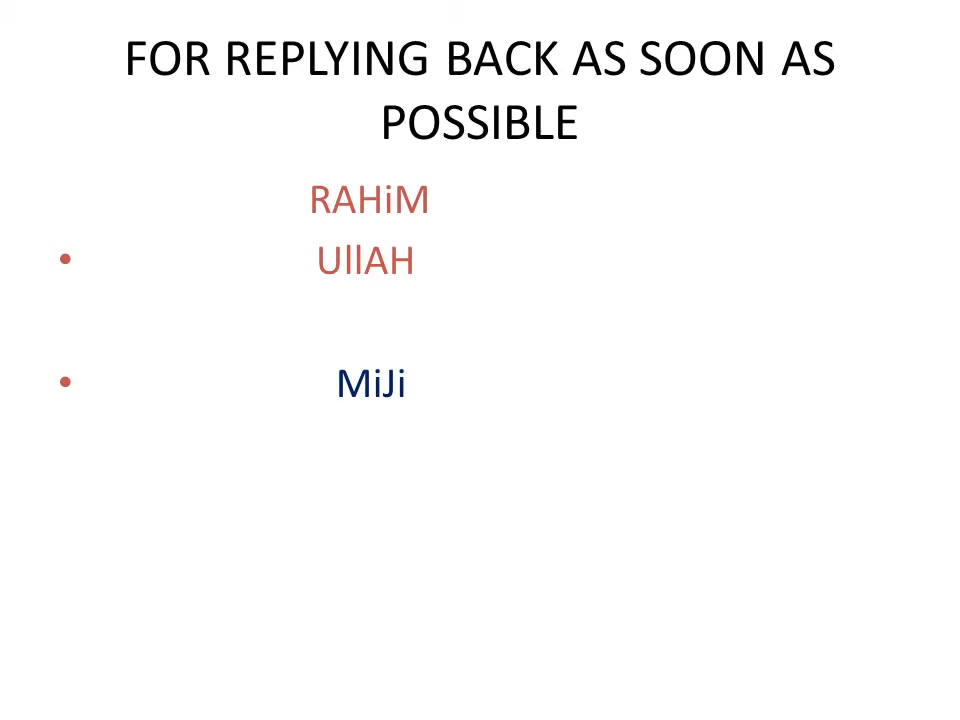 FOR REPLYING BACK AS SOON AS
POSSIBLE
RAHiM
• UllAH
• MiJi